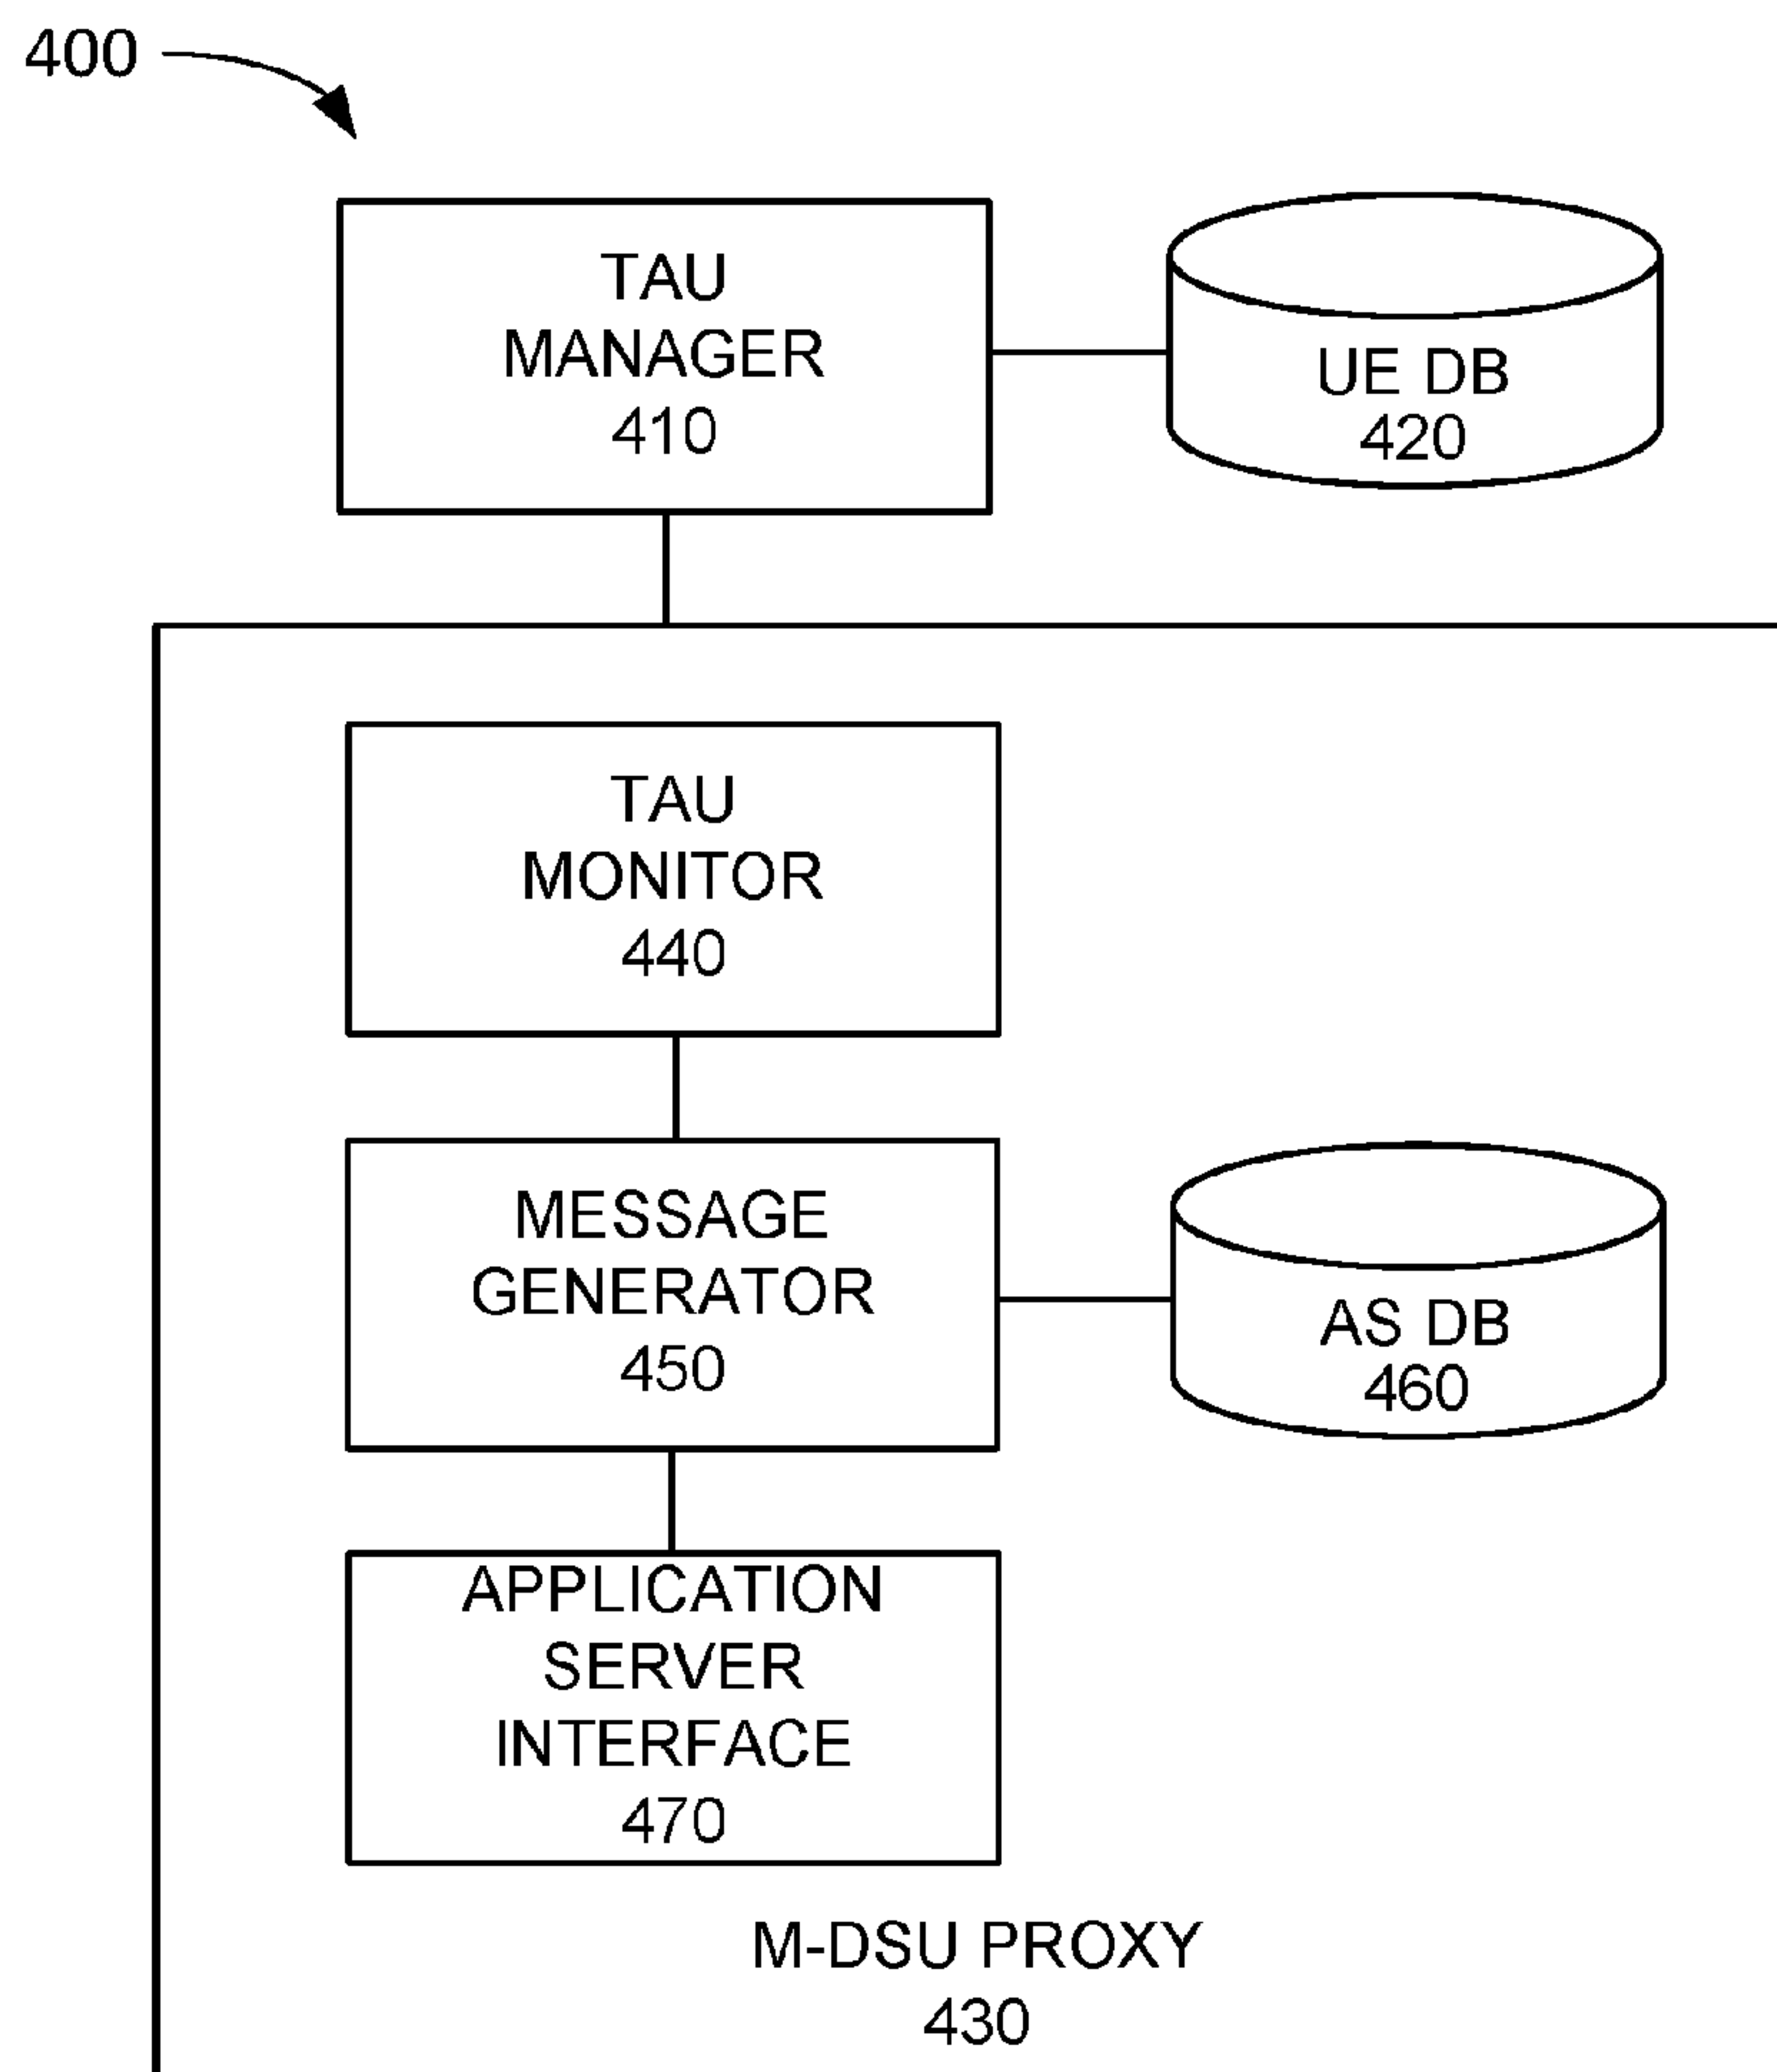 400
TAU
MANAGER
410
UE DB
420
TAU
MONITOR
440
MESSAGE
GENERATOR
450
AS DB
460
APPLICATION
SERVER
INTERFACE
470
M-DSU PROXY
430